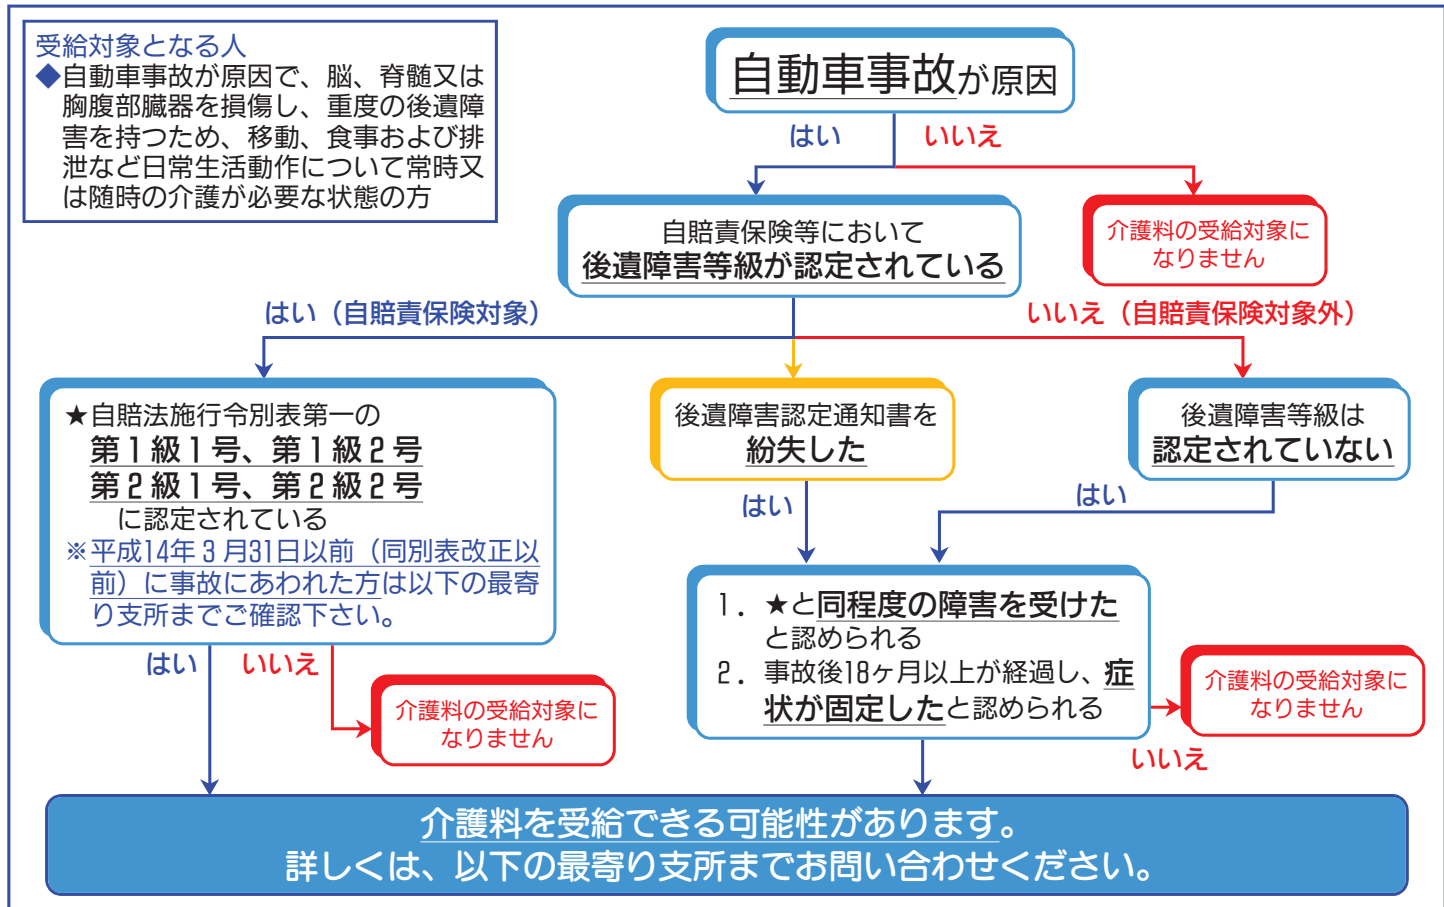 受給対象となる人
◆自動車事故が原因で、脳、脊髄又は
胸腹部臓器を損傷し、重度の後遺障
害を持つため、移動、食事および排
泄など日常生活動作について常時又
は随時の介護が必要な状態の方
自動車事故が原因
はい
いいえ
自賠責保険等において
後遺障害等級が認定されている
介護料の受給対象に
なりません
はい（自賠責保険対象）
いいえ（自賠責保険対象外）
★自賠法施行令別表第一の
第１級１号、第１級２号
第２級１号、第２級２号
に認定されている
※平成14年３月31日以前（同別表改正以
前）に事故にあわれた方は以下の最寄
り支所までご確認下さい。
後遺障害認定通知書を
紛失した
後遺障害等級は
認定されていない
はい
はい
1．★と同程度の障害を受けた
と認められる
2．事故後18ヶ月以上が経過し、症
状が固定したと認められる
はい
いいえ
介護料の受給対象に
なりません
介護料の受給対象に
なりません
いいえ
介護料を受給できる可能性があります。
詳しくは、以下の最寄り支所までお問い合わせください。